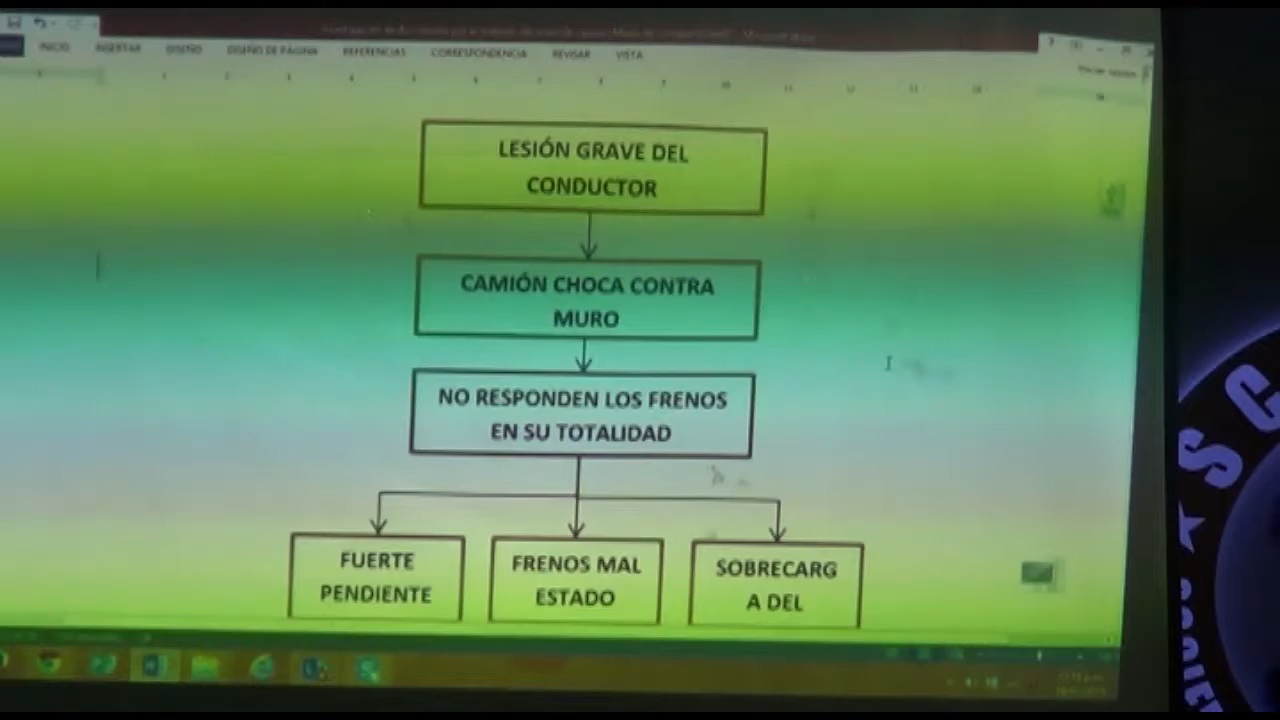 INICIO INSERTAR DISEÑO DISEÑO DE PÁGINA REFERENCIAS CORRESPONDENCIA REVISAR VISTA
LESIÓN GRAVE DEL
CONDUCTOR
CAMIÓN CHOCA CONTRA
MURO
NO RESPONDEN LOS FRENOS
EN SU TOTALIDAD
FUERTE
PENDIENTE
FRENOS MAL
ESTADO
SOBRECARG
A DEL